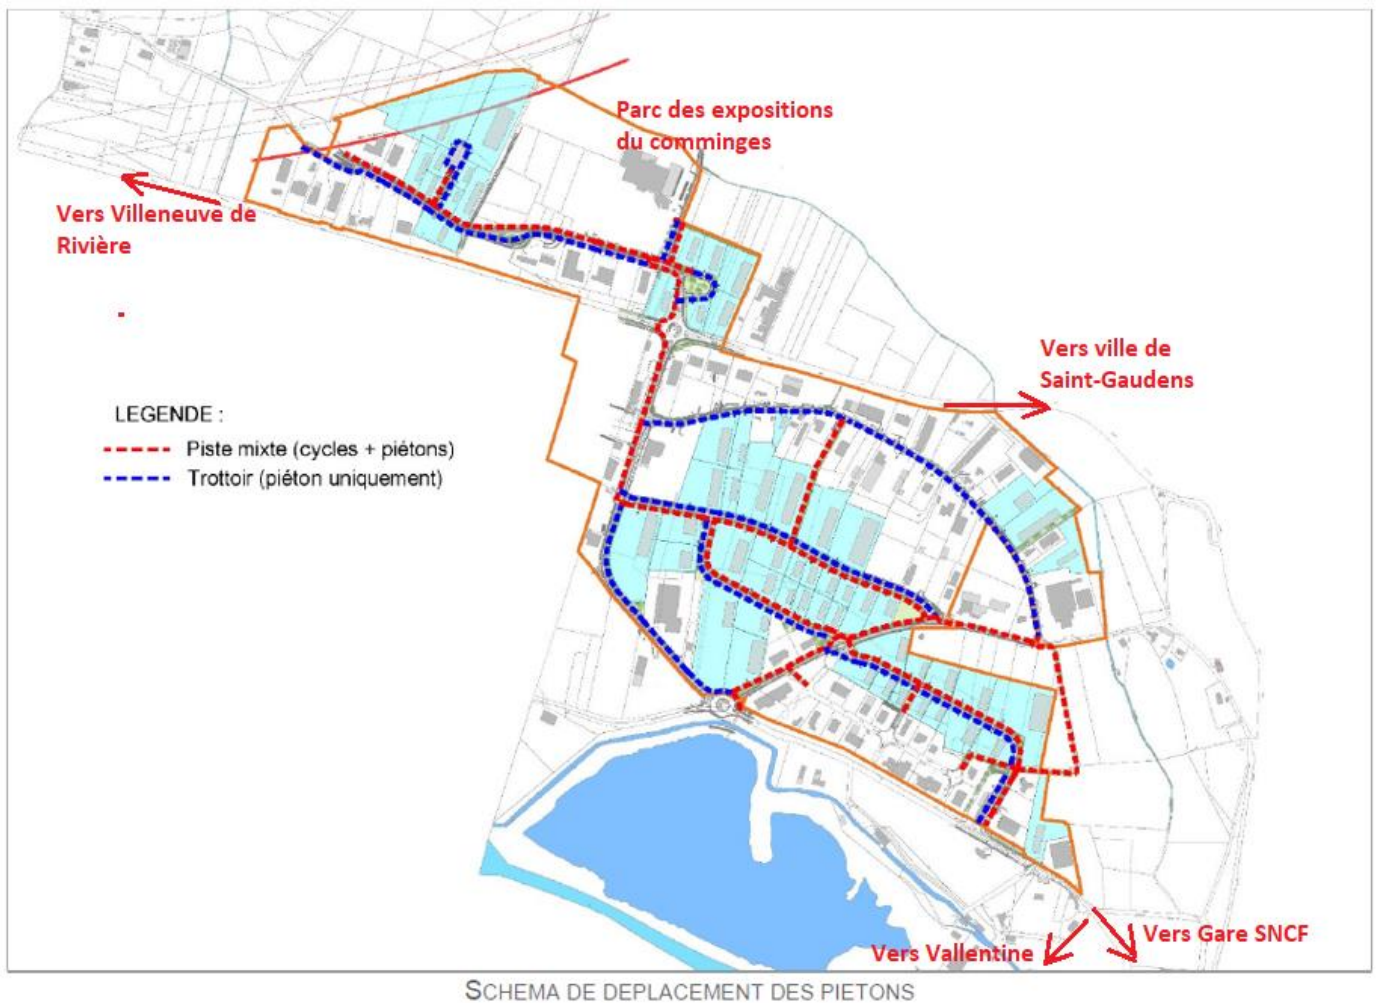 Parc des expositions
du comminges
Vers Villeneuve de
Rivière
Vers ville de
Saint-Gaudens
LEGENDE :
Piste mixte (cycles + piétons)
Trottoir (piéton uniquement)
Vers Gare SNCF
Vers Vallentine
SCHEMA DE DEPLACEMENT DES PIETONS